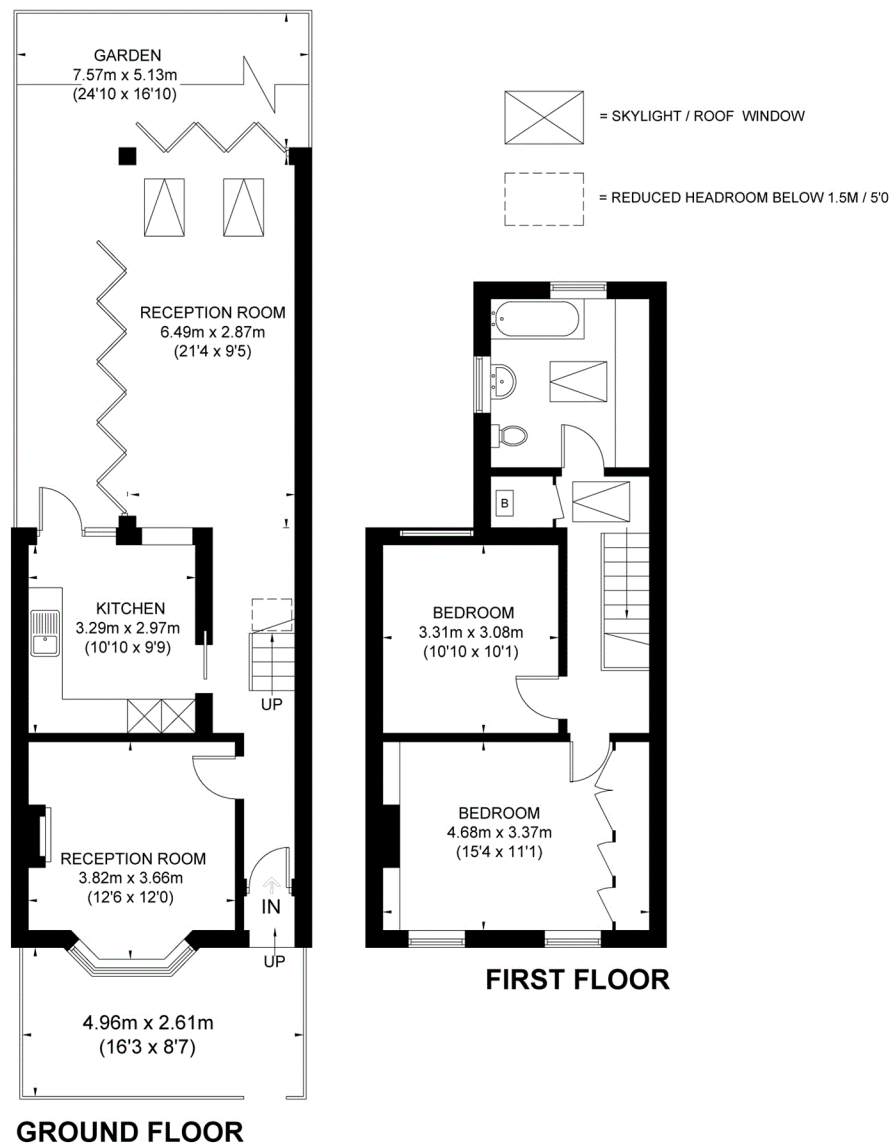 GARDEN
7.57m x 5.13m
(24'10 x 16'10)
= SKYLIGHT / ROOF WINDOW
= REDUCED HEADROOM BELOW 1.5M / 5'0
RECEPTION ROOM
6.49m x 2.87m
(21'4 x 9'5)
B
KITCHEN
3.29m x 2.97m
(10'10 x 9'9)
UP
BEDROOM
3.31m x 3.08m
(10'10 x 10'1)
RECEPTION ROOM
3.82m x 3.66m
(12'6 x 12'0)
IN
UP
BEDROOM
4.68m x 3.37m
(15'4 x 11'1)
FIRST FLOOR
4.96m x 2.61m
(16'3 x 8'7)
GROUND FLOOR